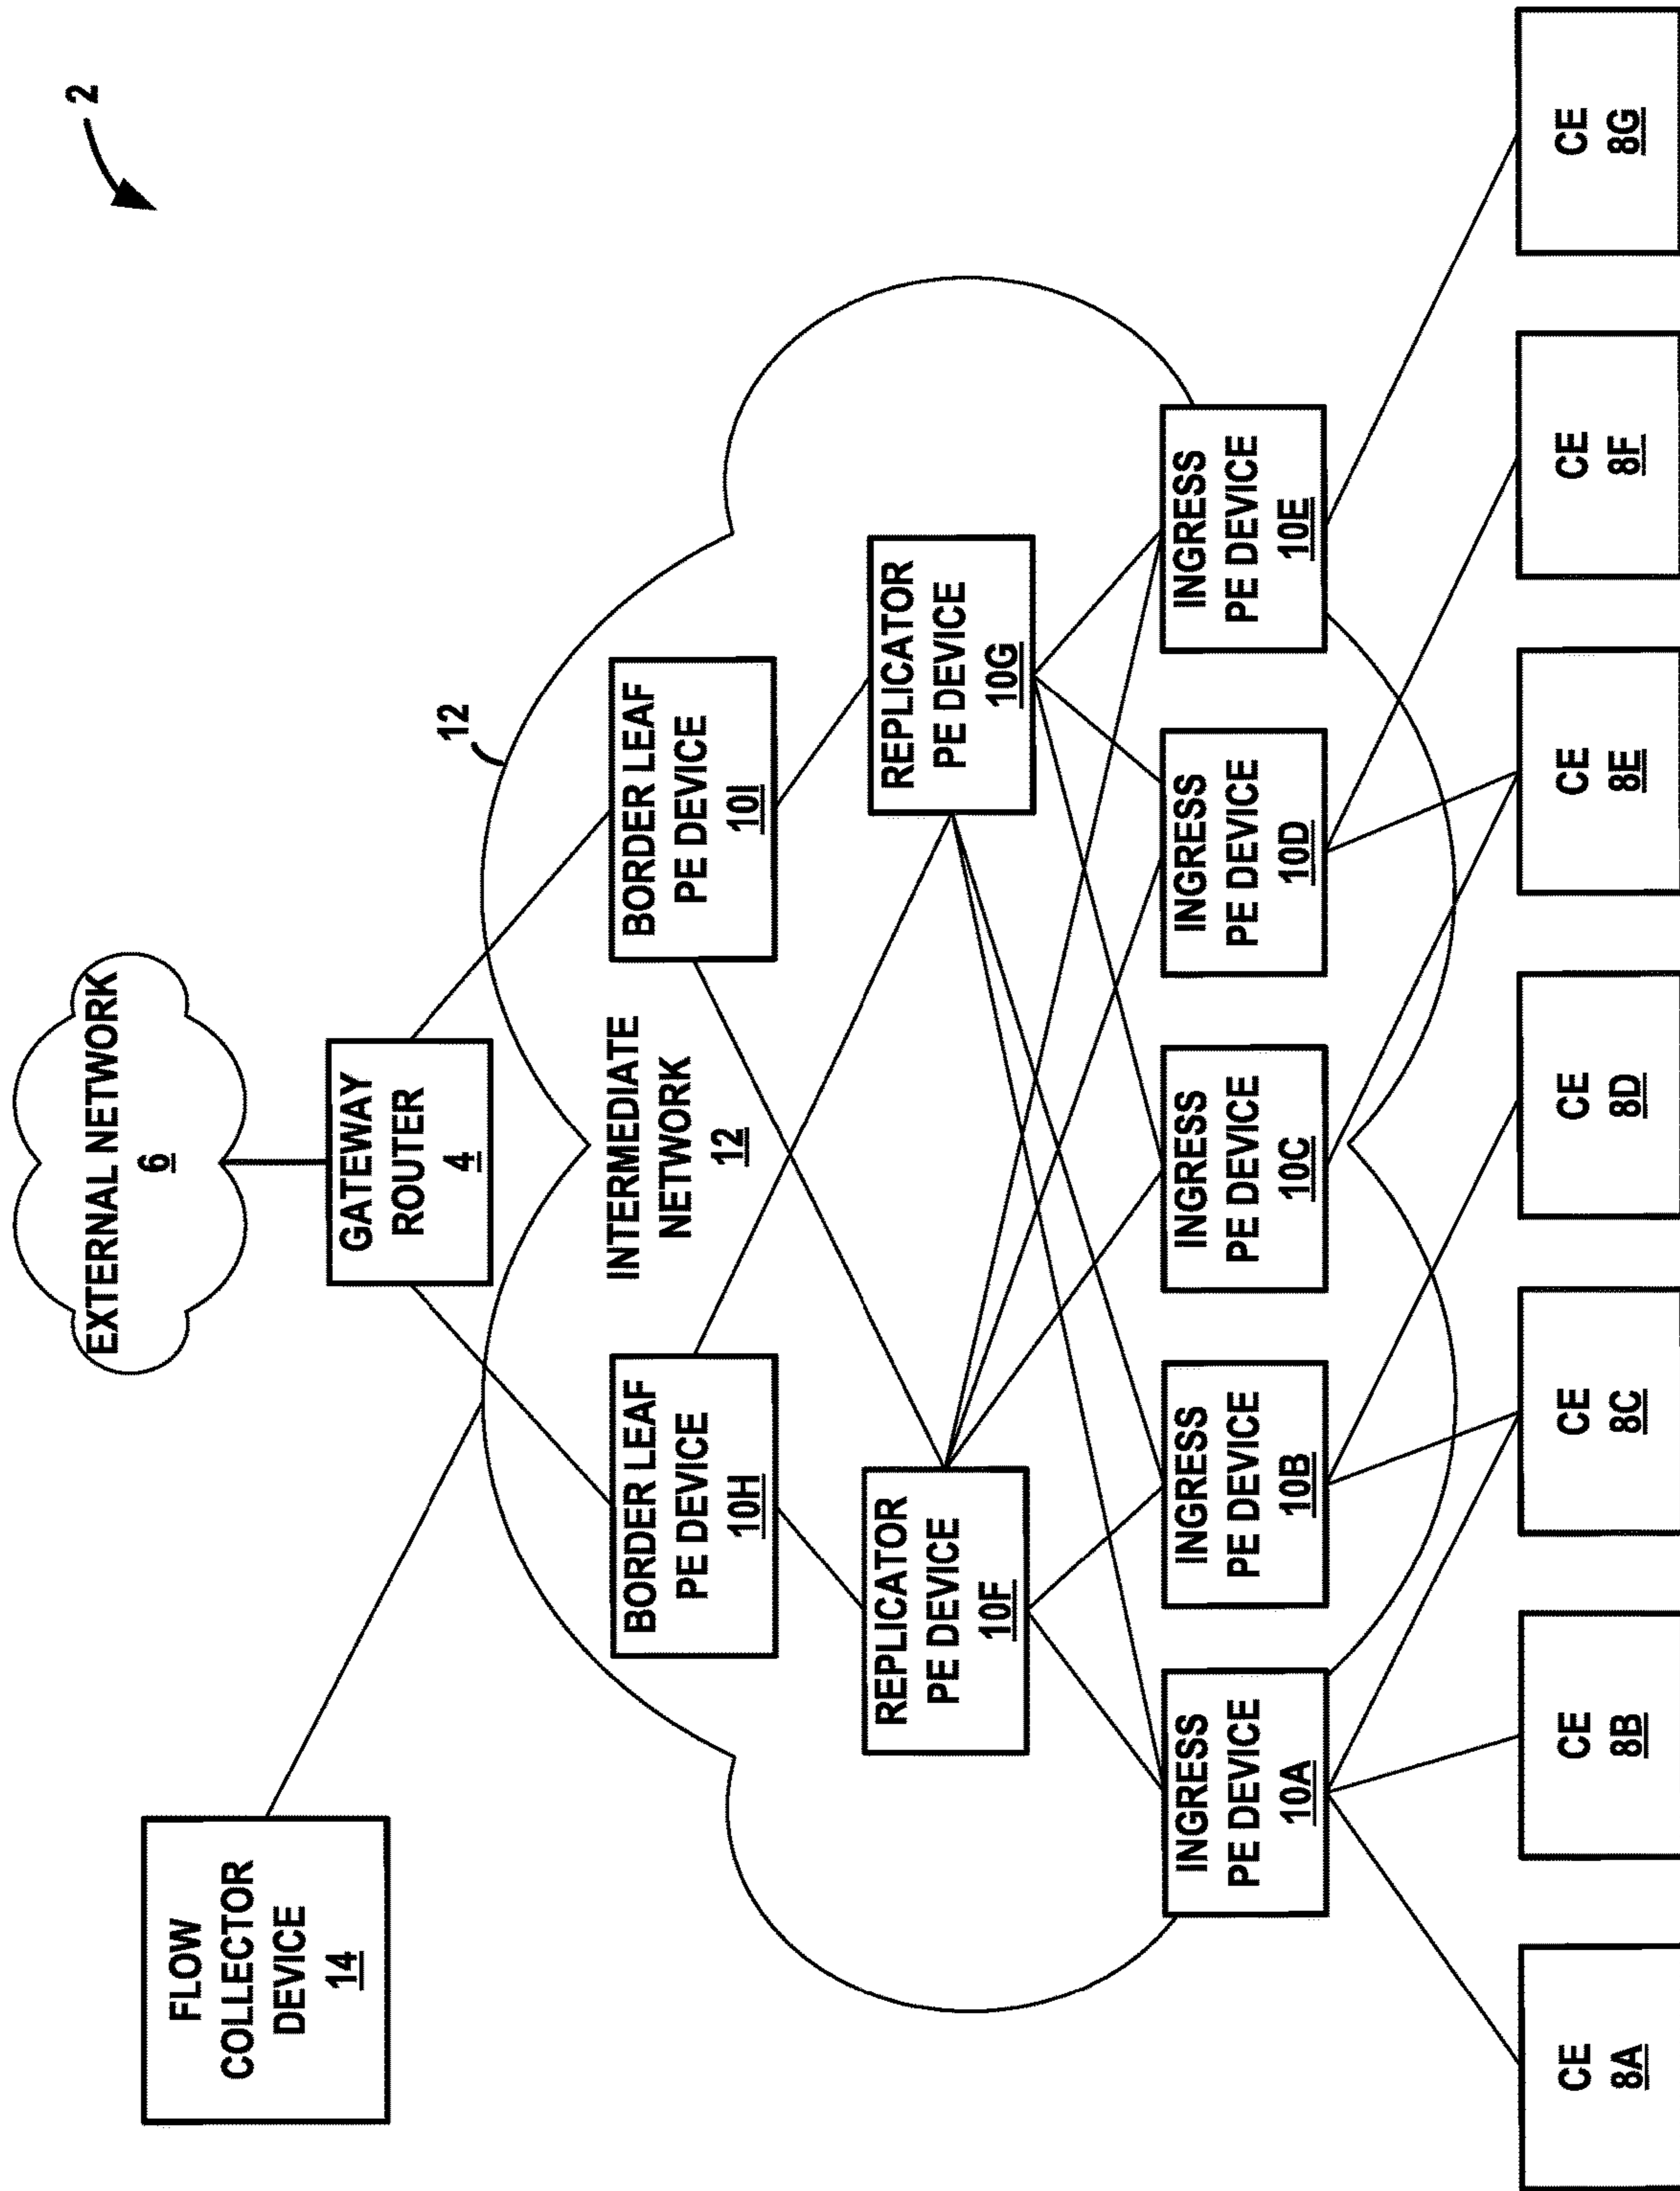 2
EXTERNAL NETWORK
6
FLOW
COLLECTOR
DEVICE
14
GATEWAY
ROUTER
4
12
INTERMEDIATE
NETWORK
12
BORDER LEAF
PE DEVICE
10H
BORDER LEAF
PE DEVICE
10I
REPLICATOR
PE DEVICE
10F
REPLICATOR
PE DEVICE
10G
INGRESS
PE DEVICE
10A
INGRESS
PE DEVICE
10B
INGRESS
PE DEVICE
10C
INGRESS
PE DEVICE
10D
INGRESS
PE DEVICE
10E
CE
8A
CE
8B
CE
8C
CE
8D
CE
8E
CE
8F
CE
8G